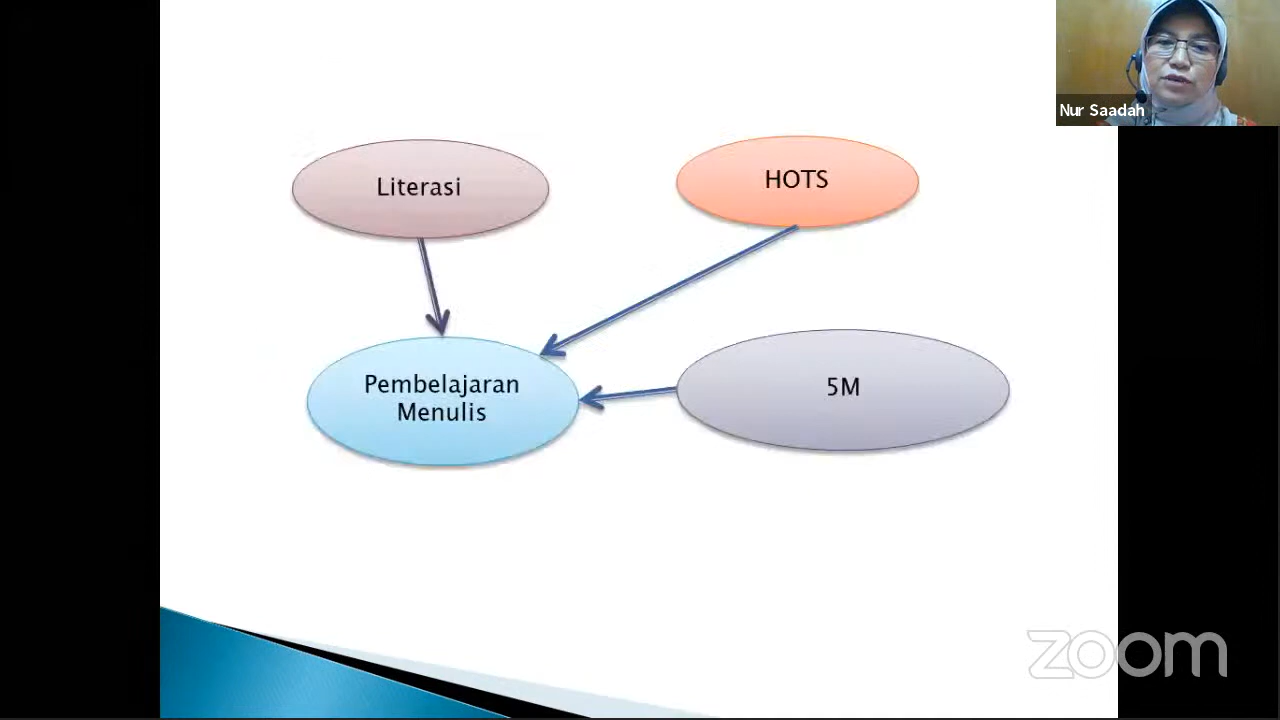 Nur Saadah
Literasi
HOTS
Pembelajaran
Menulis
5M
zoom